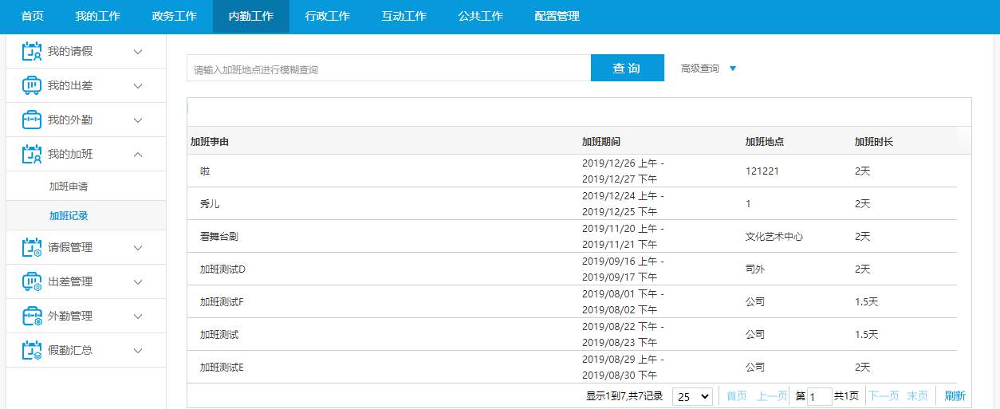 首页 我的工作 政务工作 内勤工作 行政工作 互动工作 公共工作 配置管理
我的请假
我的出差
我的外勤
我的加班
加班申请
加班记录
请假管理
出差管理
外勤管理
假勤汇总
请输入加班地点进行模糊查询 查 询 高级查询
加班事由 加班期间 加班地点 加班时长
啦 2019/12/26 上午 - 121221 2天
2019/12/27 下午
秀儿 2019/12/24 上午 - 1 2天
2019/12/25 下午
看舞台剧 2019/11/20 上午 - 文化艺术中心 2天
2019/11/21 下午
加班测试D 2019/09/16 上午 - 司外 2天
2019/09/17 下午
加班测试F 2019/08/01 下午 - 公司 1.5天
2019/08/02 下午
加班测试 2019/08/22 下午 - 公司 1.5天
2019/08/23 下午
加班测试E 2019/08/29 上午 - 公司 2天
2019/08/30 下午
显示1到7,共7记录 25 首页 上一页 第 1 共1页 下一页 末页 刷新